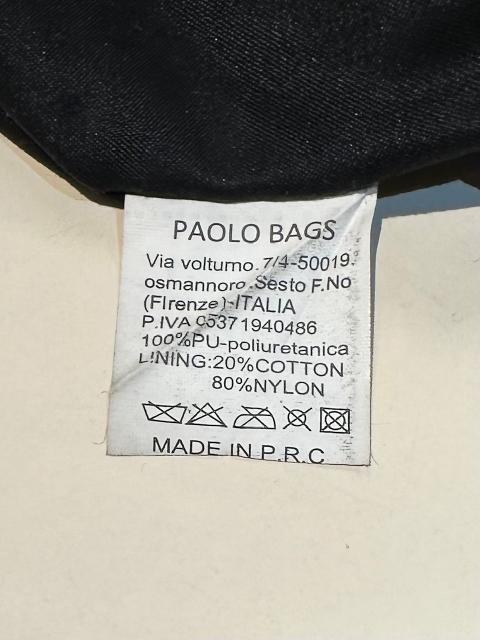 PAOLO BAGS
Via volturno.7/4-50019.
osmannoro.Sesto F.No
(FIrenze)-ITALIA
P.IVA 05371940486
100%PU-poliuretanica
LINING:20%COTTON
80%NYLON
MADE IN P.R.C